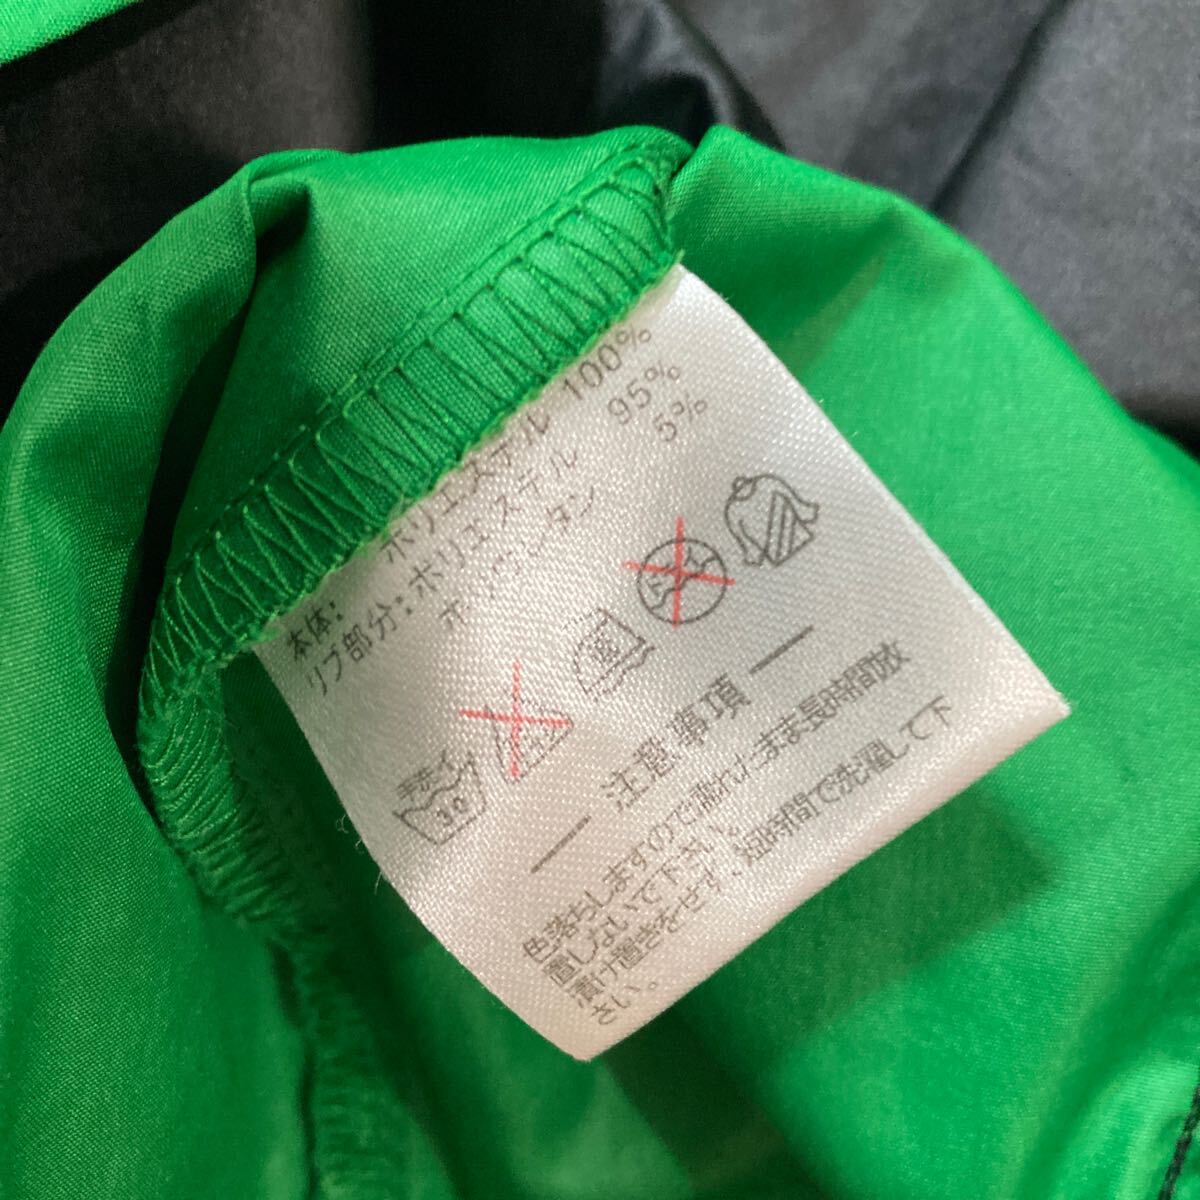 本体：ポリエステル 100%
リブ部分：ポリエステル 95%
ポリウレタン 5%
手洗イ
30
注意事項
色落ちしますので濡れたまま長時間放
置しないで下さい。
漬け置きをせず、短時間で洗濯して下
さい。